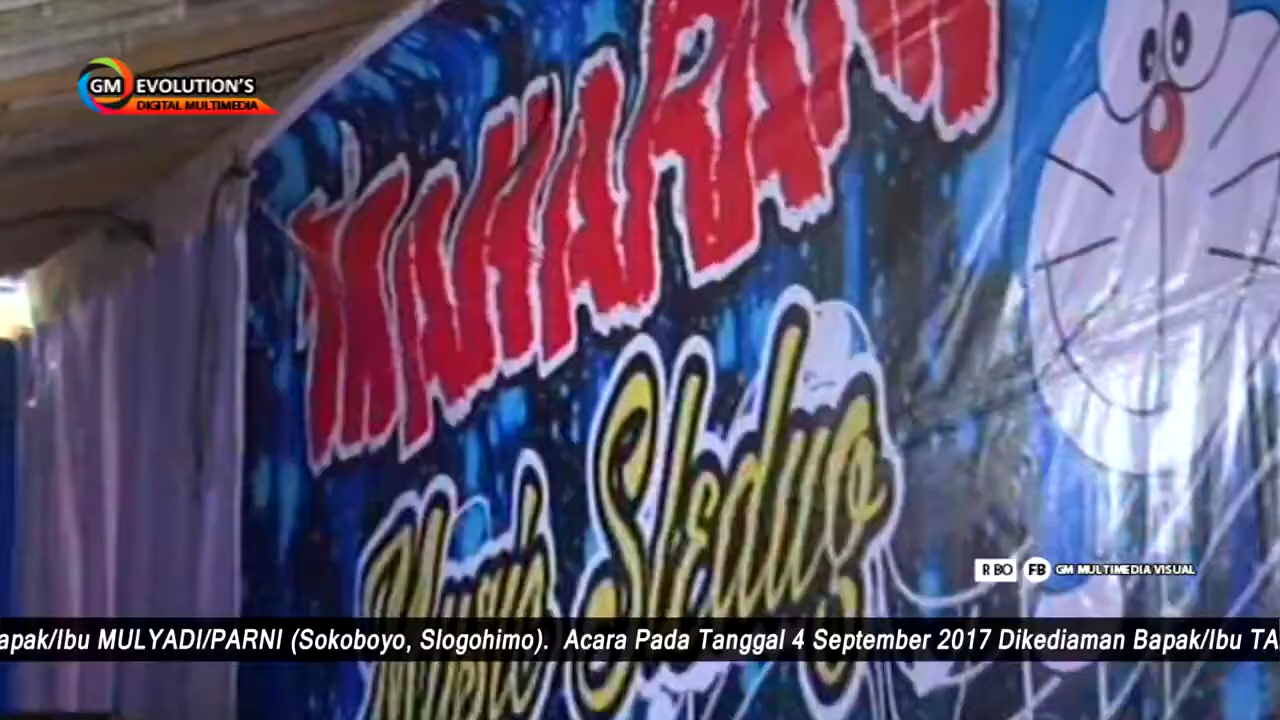 GM EVOLUTION'S
DIGITAL MULTIMEDIA
Music Sledug
R BO FB GM MULTIMEDIA VISUAL
apak/Ibu MULYADI/PARNI (Sokoboyo, Slogohimo). Acara Pada Tanggal 4 September 2017 Dikediaman Bapak/Ibu TA